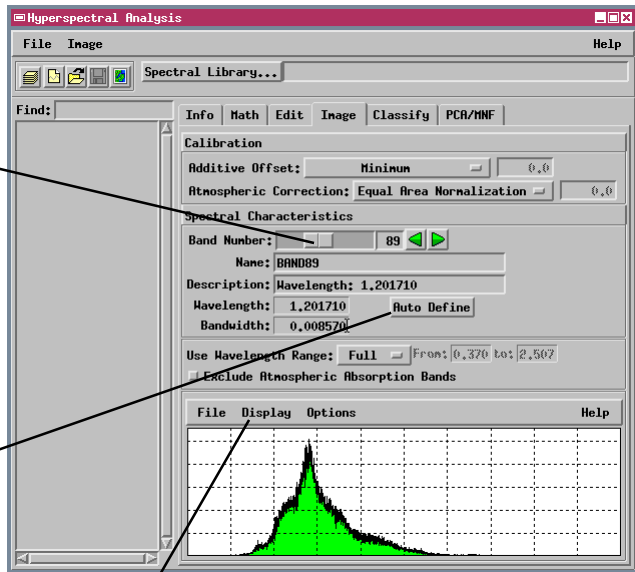 Hyperspectral Analysis
File Image Help
Spectral Library...
Find:
Info Math Edit Image Classify PCA/MNF
Calibration
Additive Offset: Minimum 0.0
Atmospheric Correction: Equal Area Normalization 0.0
Spectral Characteristics
Band Number: 89
Name: BAND89
Description: Wavelength: 1.201710
Wavelength: 1.201710 Auto Define
Bandwidth: 0.008570
Use Wavelength Range: Full From: 0.370 to: 2.507
Exclude Atmospheric Absorption Bands
File Display Options Help